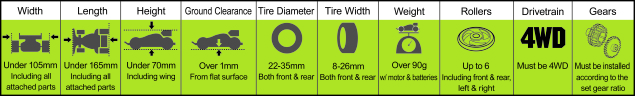 Width
Under 105mm
Including all
attached parts
Length
Under 165mm
Including all
attached parts
Height
Under 70mm
Including wing
Ground Clearance
Over 1mm
From flat surface
Tire Diameter
22-35mm
Both front & rear
Tire Width
8-26mm
Both front & rear
Weight
Over 90g
w/ motor & batteries
Rollers
Up to 6
Including front & rear,
left & right
Drivetrain
4WD
Must be 4WD
Gears
Must be installed
according to the
set gear ratio